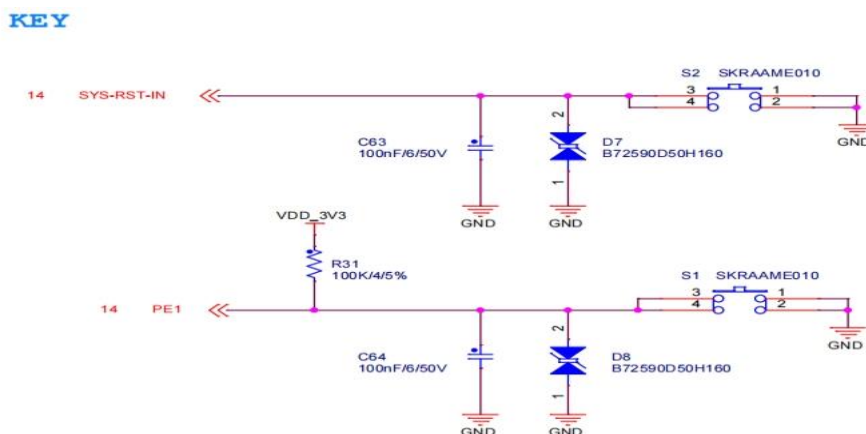 KEY
S2 SKRAAME010
14 SYS-RST-IN
3 1
4 2
GND
2
C63 D7
100nF/6/50V B72590D50H160
1
GND GND
VDD_3V3
R31
100K/4/5%
S1 SKRAAME010
14 PE1
3 1
4 2
GND
2
C64 D8
100nF/6/50V B72590D50H160
1
GND GND